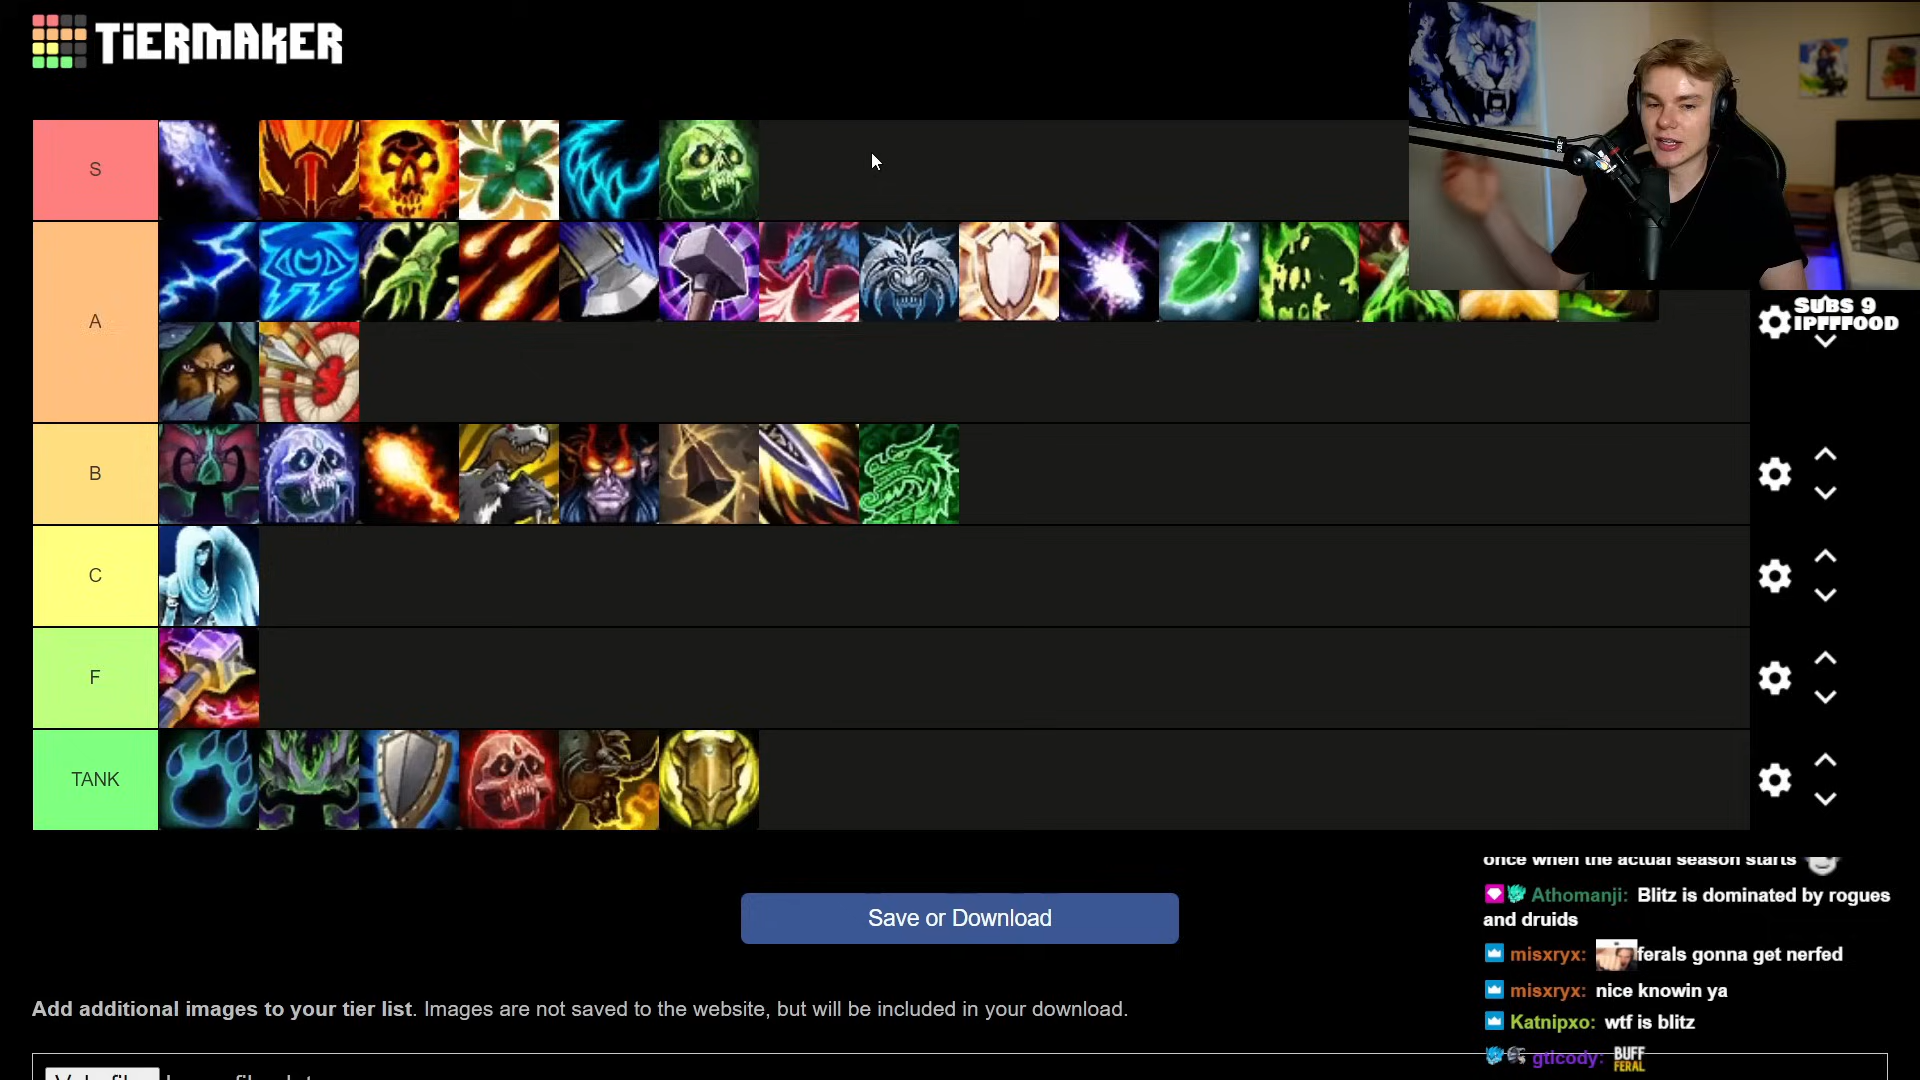 TiERMAKER
S
A
SUBS 9
IPFFFOOD
B
C
F
TANK
once when the actual season starts
Athomanji: Blitz is dominated by rogues
and druids
misxryx: ferals gonna get nerfed
misxryx: nice knowin ya
Katnipxo: wtf is blitz
gtlcody: BUFF
FERAL
Save or Download
Add additional images to your tier list. Images are not saved to the website, but will be included in your download.